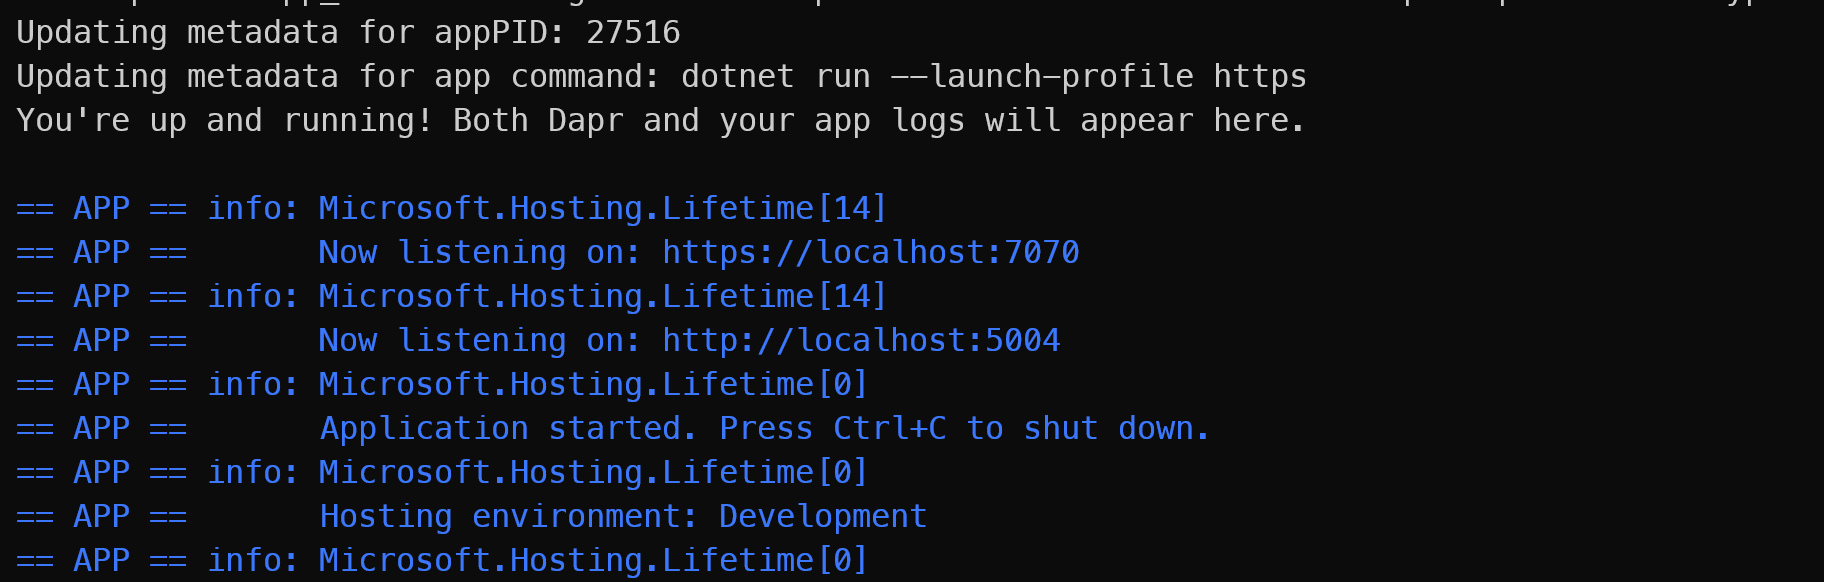 Updating metadata for appPID: 27516
Updating metadata for app command: dotnet run --launch-profile https
You're up and running! Both Dapr and your app logs will appear here.
== APP == info: Microsoft.Hosting.Lifetime[14]
== APP ==       Now listening on: https://localhost:7070
== APP == info: Microsoft.Hosting.Lifetime[14]
== APP ==       Now listening on: http://localhost:5004
== APP == info: Microsoft.Hosting.Lifetime[0]
== APP ==       Application started. Press Ctrl+C to shut down.
== APP == info: Microsoft.Hosting.Lifetime[0]
== APP ==       Hosting environment: Development
== APP == info: Microsoft.Hosting.Lifetime[0]